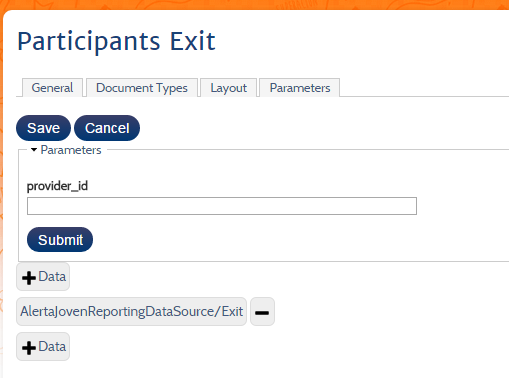 Participants Exit
General Document Types Layout Parameters
Save Cancel
Parameters
provider_id
Submit
Data
AlertaJovenReportingDataSource/Exit
Data